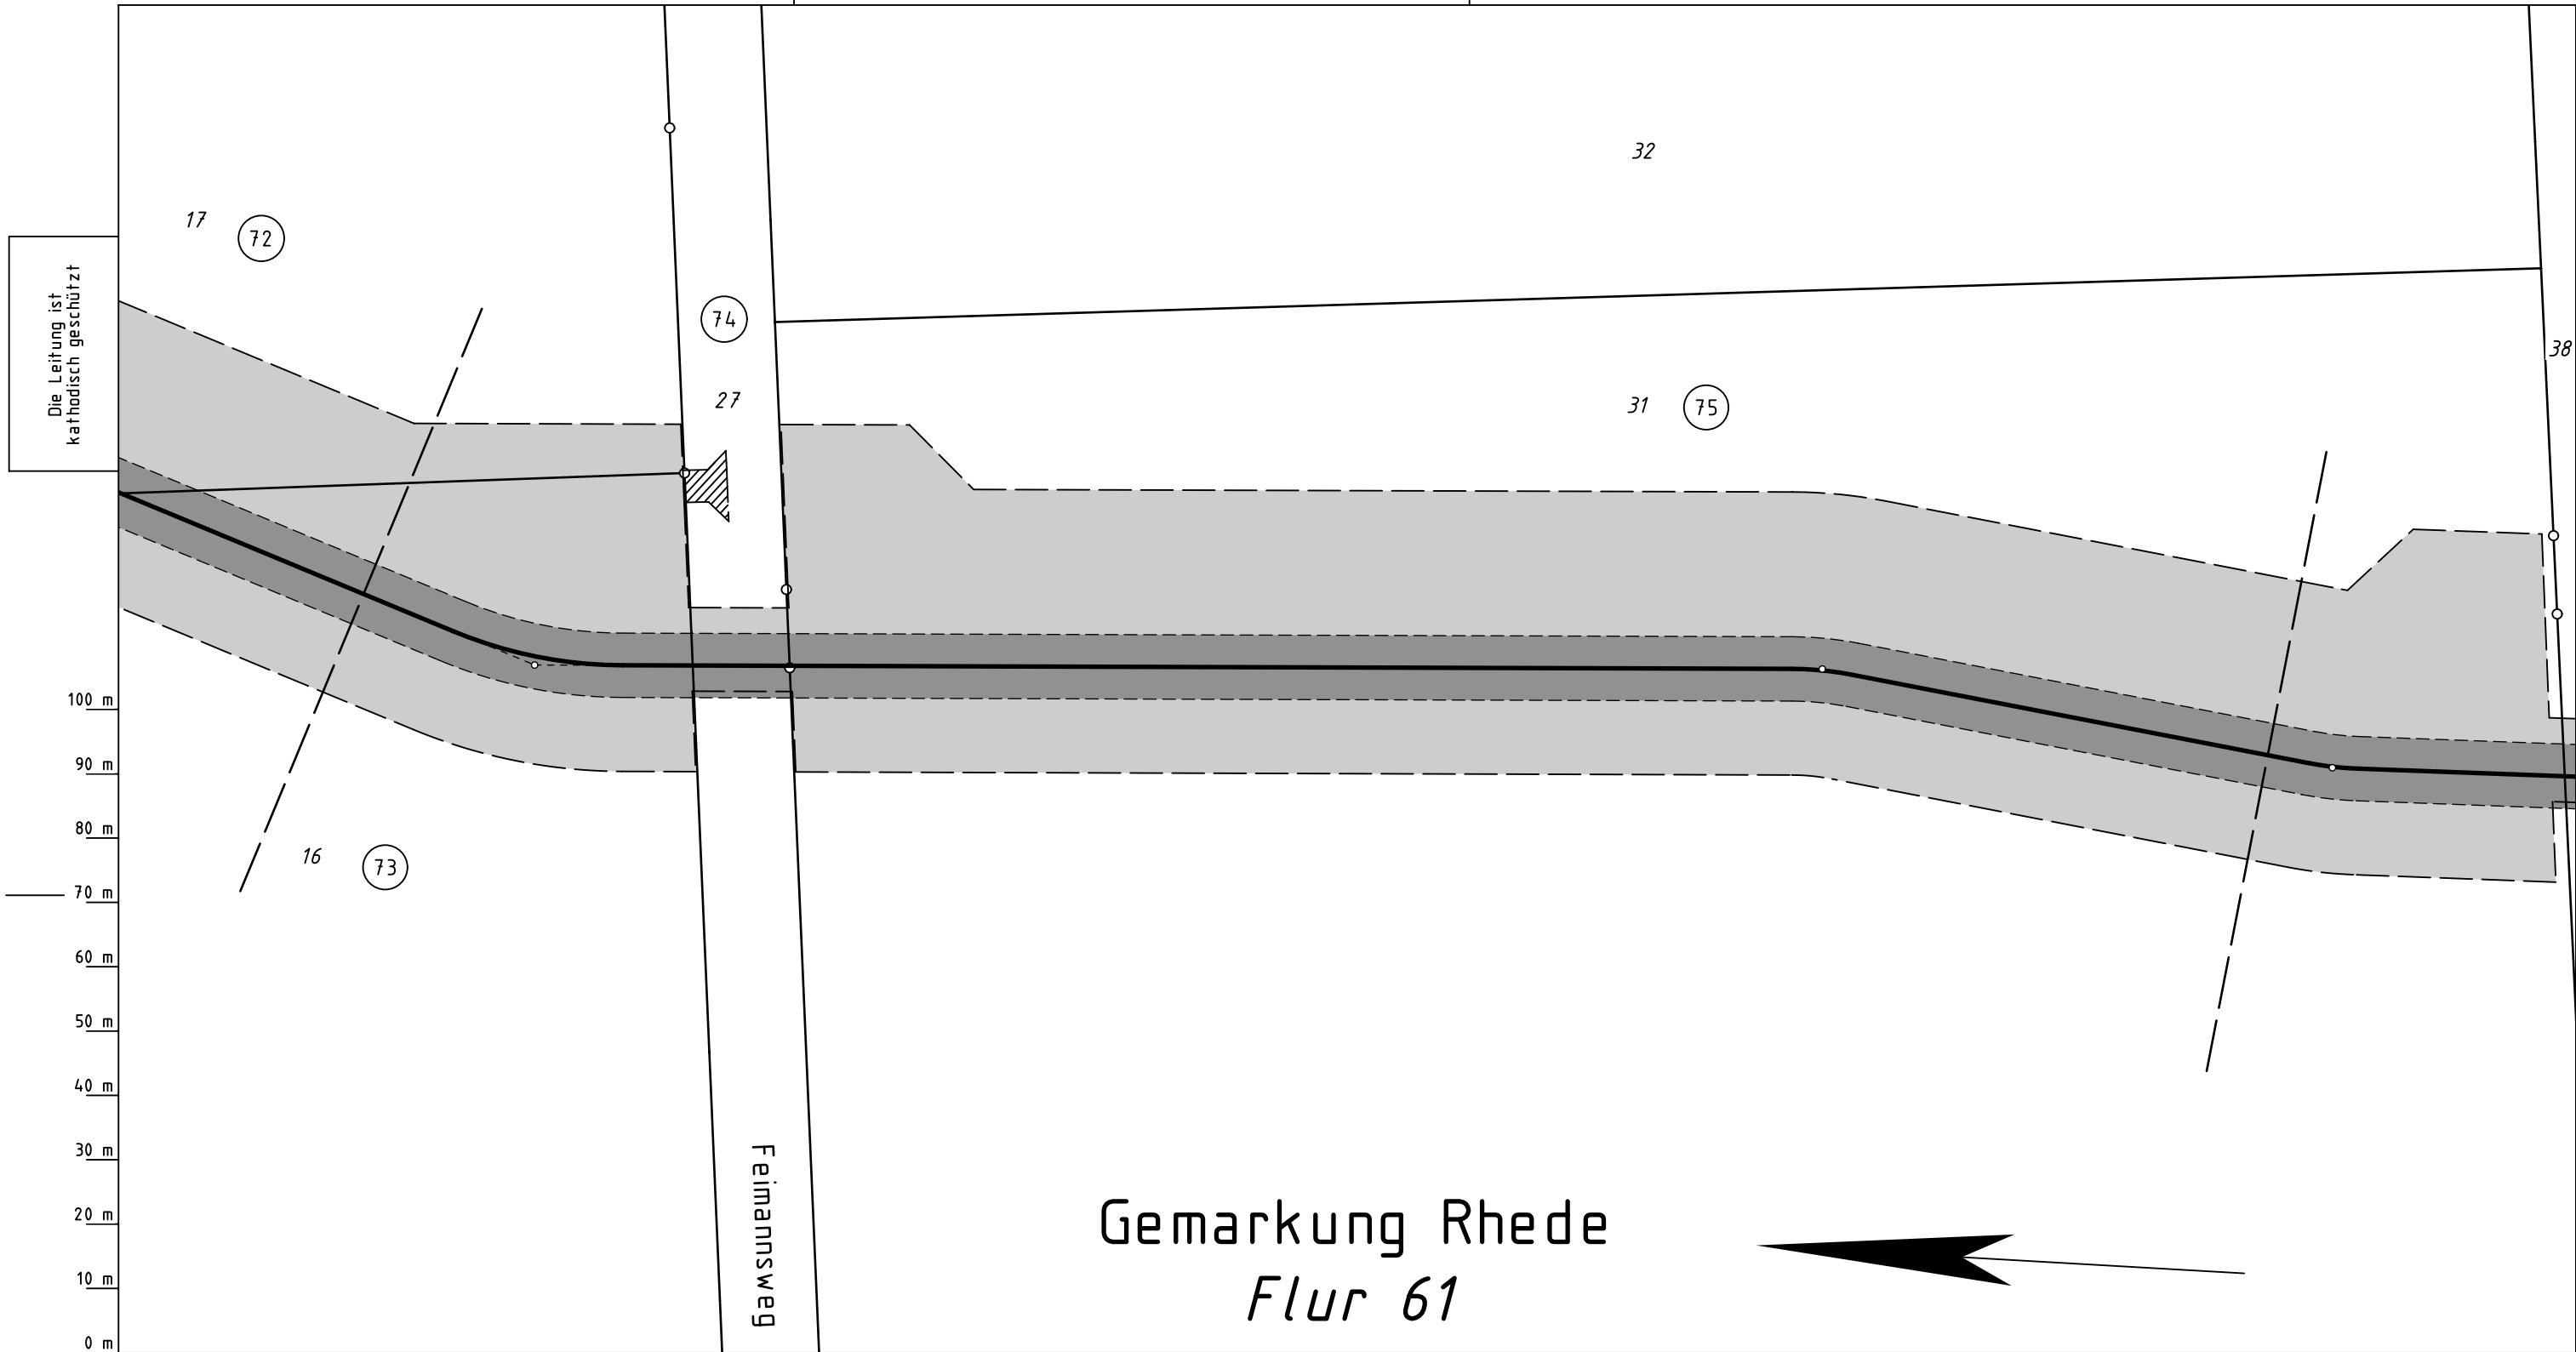 32
17
72
Die Leitung ist
kathodisch geschützt
74
38
27
31
75
100 m
90 m
80 m
16
73
70 m
60 m
50 m
40 m
30 m
20 m
10 m
0 m
Feimannsweg
Gemarkung Rhede
Flur 61